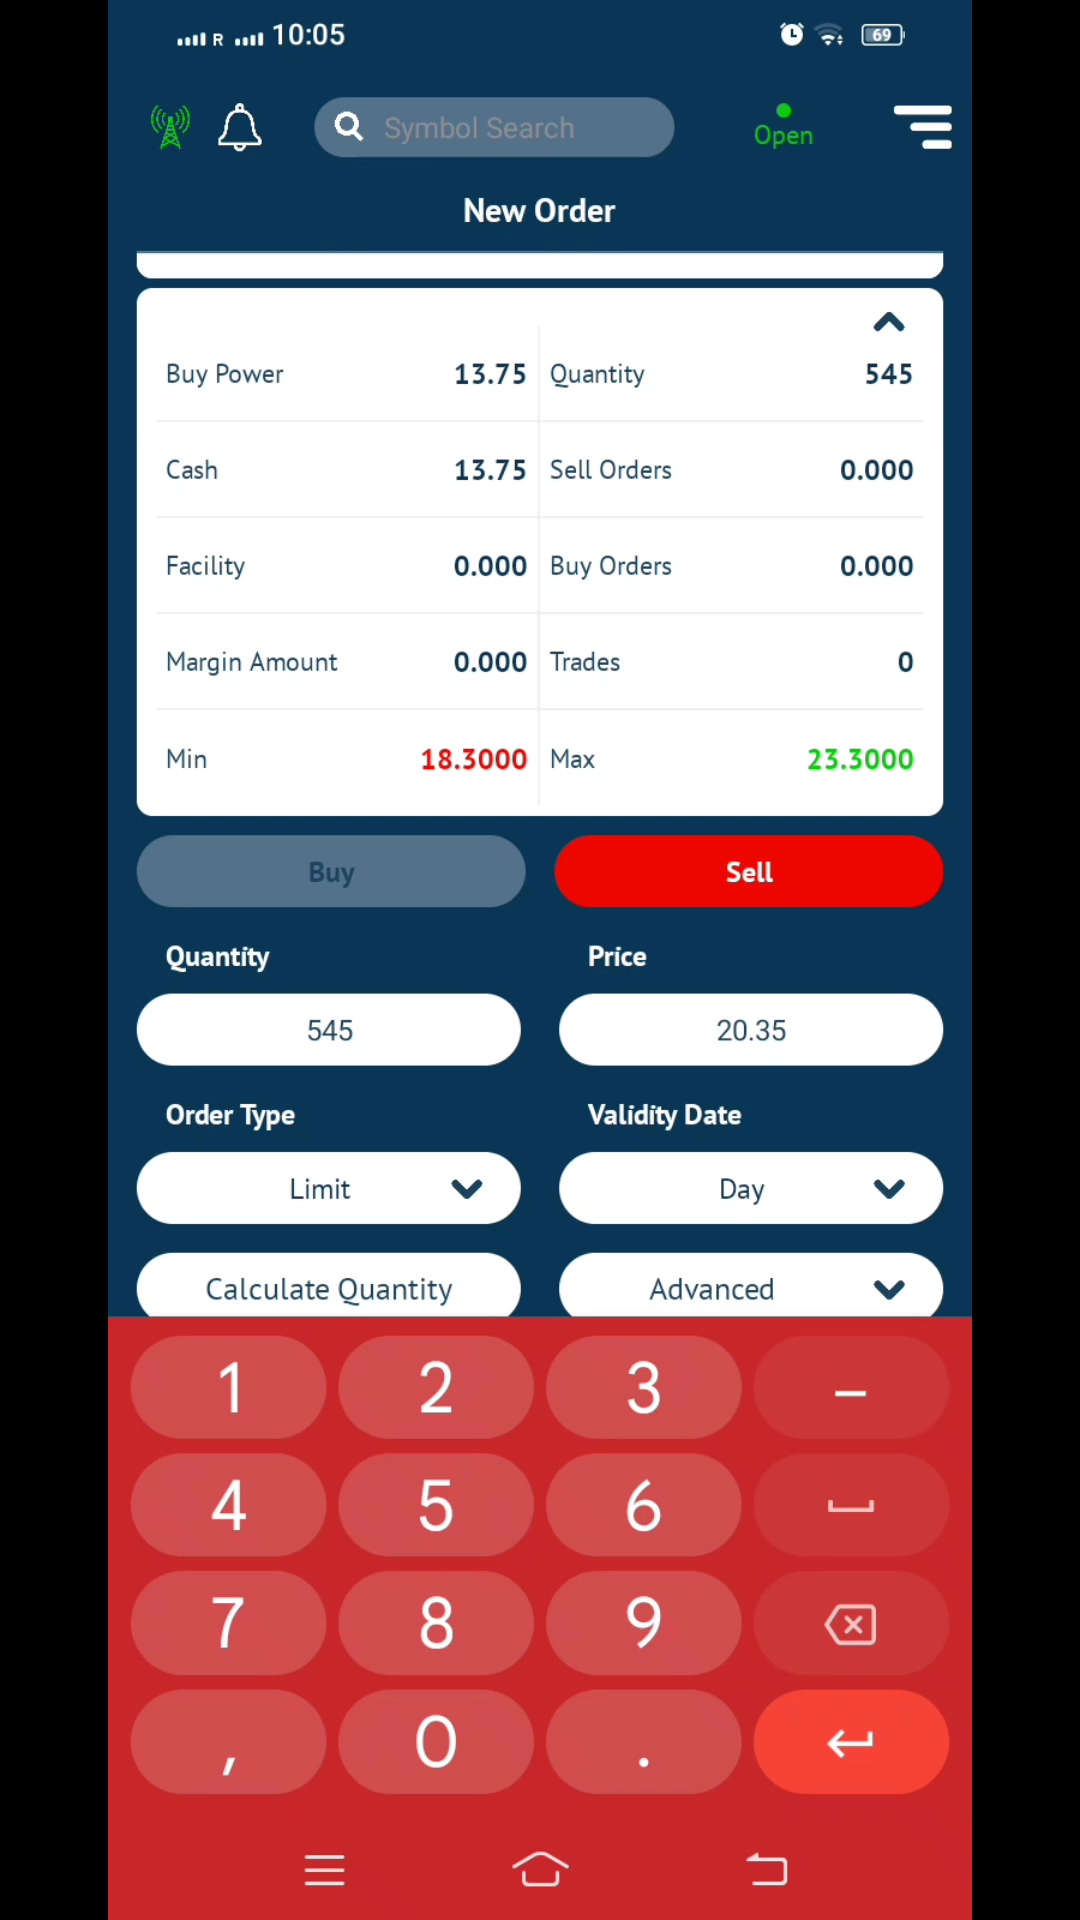 R 10:05 69
Symbol Search Open
New Order
Buy Power 13.75 Quantity 545
Cash 13.75 Sell Orders 0.000
Facility 0.000 Buy Orders 0.000
Margin Amount 0.000 Trades 0
Min 18.3000 Max 23.3000
Buy Sell
Quantity Price
545 20.35
Order Type Validity Date
Limit Day
Calculate Quantity Advanced
1 2 3 –
4 5 6
7 8 9
, 0 .